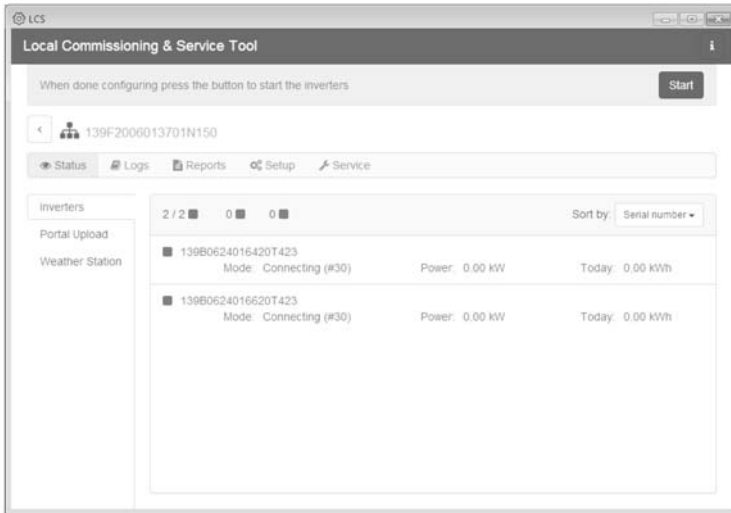 LCS
Local Commissioning & Service Tool i
When done configuring press the button to start the inverters Start
139F2006013701N150
Status Logs Reports Setup Service
Inverters
Portal Upload
Weather Station
2 / 2 0 0 Sort by: Serial number
139B0624016420T423
Mode: Connecting (#30) Power: 0.00 kW Today: 0.00 kWh
139B0624016620T423
Mode: Connecting (#30) Power: 0.00 kW Today: 0.00 kWh